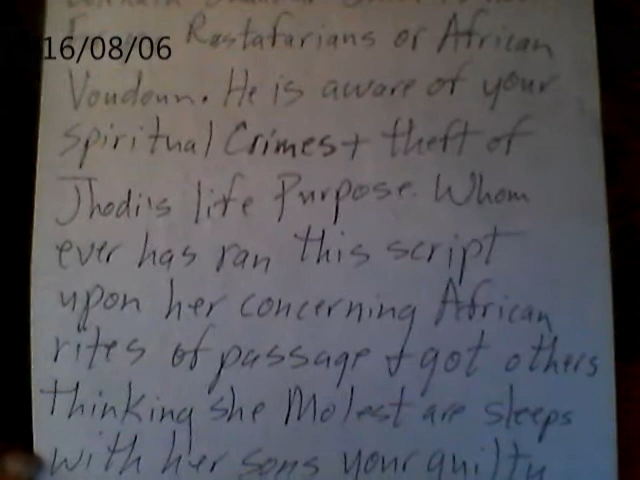 16/08/06
Rastafarians or African
Voudoun. He is aware of your
Spiritual Crimes + theft of
Jhodi's life Purpose. Whom
ever has ran this script
upon her concerning African
rites of passage & got others
thinking she Molest are sleeps
with her sons your guilty